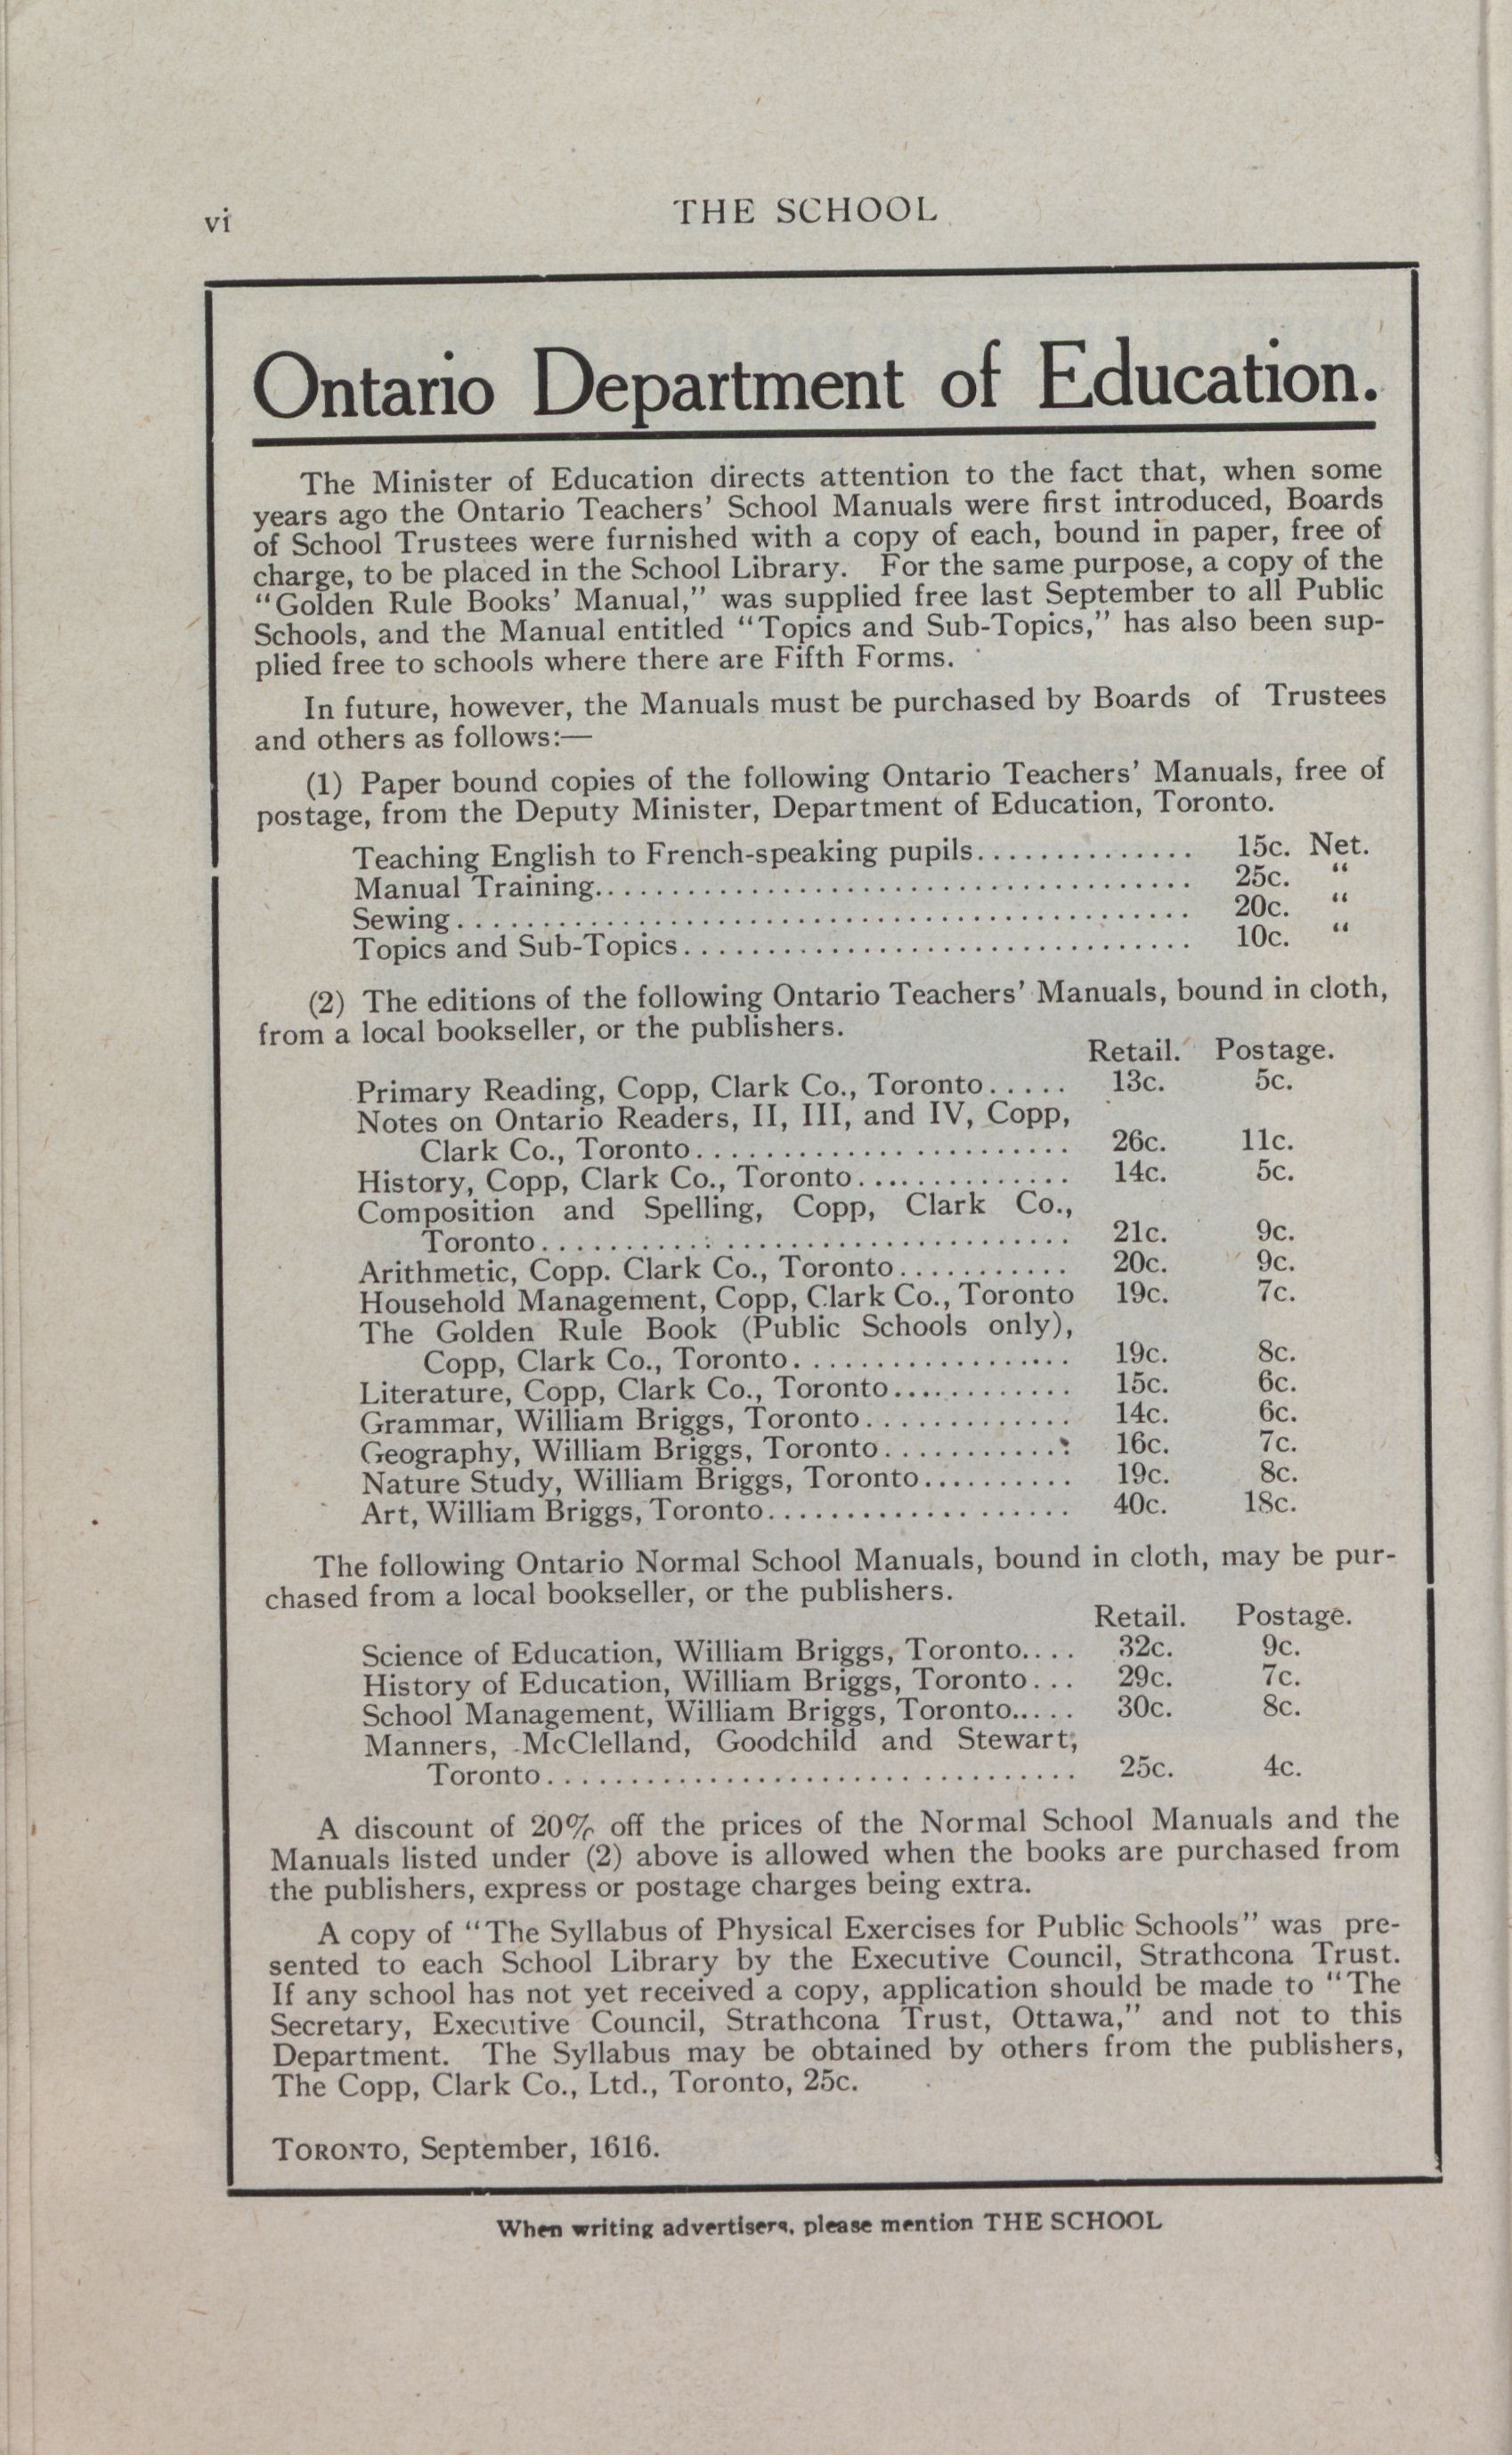 vi
THE SCHOOL
Ontario Department of Education.
The Minister of Education directs attention to the fact that, when some
years ago the Ontario Teachers' School Manuals were first introduced, Boards
of School Trustees were furnished with a copy of each, bound in paper, free of
charge, to be placed in the School Library. For the same purpose, a copy of the
"Golden Rule Books' Manual," was supplied free last September to all Public
Schools, and the Manual entitled "Topics and Sub-Topics," has also been sup-
plied free to schools where there are Fifth Forms.
In future, however, the Manuals must be purchased by Boards of Trustees
and others as follows:—
(1) Paper bound copies of the following Ontario Teachers' Manuals, free of
postage, from the Deputy Minister, Department of Education, Toronto.
Teaching English to French-speaking pupils.............. 15c. Net.
Manual Training...................................... 25c. "
Sewing............................................... 20c. "
Topics and Sub-Topics................................. 10c. "
(2) The editions of the following Ontario Teachers' Manuals, bound in cloth,
from a local bookseller, or the publishers.
Retail. Postage.
Primary Reading, Copp, Clark Co., Toronto..... 13c. 5c.
Notes on Ontario Readers, II, III, and IV, Copp,
Clark Co., Toronto........................ 26c. 11c.
History, Copp, Clark Co., Toronto.............. 14c. 5c.
Composition and Spelling, Copp, Clark Co.,
Toronto.................................. 21c. 9c.
Arithmetic, Copp. Clark Co., Toronto........... 20c. 9c.
Household Management, Copp, Clark Co., Toronto 19c. 7c.
The Golden Rule Book (Public Schools only),
Copp, Clark Co., Toronto.................. 19c. 8c.
Literature, Copp, Clark Co., Toronto............ 15c. 6c.
Grammar, William Briggs, Toronto............. 14c. 6c.
Geography, William Briggs, Toronto............ 16c. 7c.
Nature Study, William Briggs, Toronto.......... 19c. 8c.
Art, William Briggs, Toronto................... 40c. 18c.
The following Ontario Normal School Manuals, bound in cloth, may be pur-
chased from a local bookseller, or the publishers.
Retail. Postage.
Science of Education, William Briggs, Toronto.... 32c. 9c.
History of Education, William Briggs, Toronto... 29c. 7c.
School Management, William Briggs, Toronto..... 30c. 8c.
Manners, McClelland, Goodchild and Stewart,
Toronto.................................. 25c. 4c.
A discount of 20% off the prices of the Normal School Manuals and the
Manuals listed under (2) above is allowed when the books are purchased from
the publishers, express or postage charges being extra.
A copy of "The Syllabus of Physical Exercises for Public Schools" was pre-
sented to each School Library by the Executive Council, Strathcona Trust.
If any school has not yet received a copy, application should be made to "The
Secretary, Executive Council, Strathcona Trust, Ottawa," and not to this
Department. The Syllabus may be obtained by others from the publishers,
The Copp, Clark Co., Ltd., Toronto, 25c.
TORONTO, September, 1616.
When writing advertisers, please mention THE SCHOOL